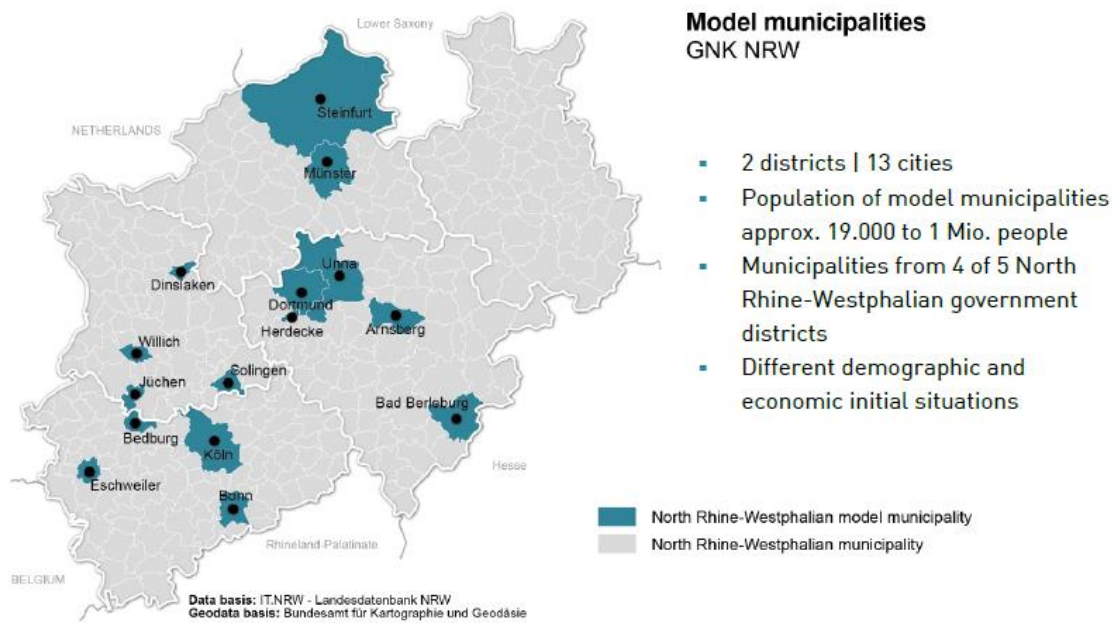 Lower Saxony
Model municipalities
GNK NRW
Steinfurt
NETHERLANDS
Münster
▪ 2 districts | 13 cities
▪ Population of model municipalities
approx. 19.000 to 1 Mio. people
▪ Municipalities from 4 of 5 North
Rhine-Westphalian government
districts
▪ Different demographic and
economic initial situations
Unna
Dinslaken
Dortmund
Herdecke
Arnsberg
Willich
Jüchen
Solingen
Bad Berleburg
Bedburg
Köln
Hesse
Eschweiler
Bonn
North Rhine-Westphalian model municipality
North Rhine-Westphalian municipality
Rhineland-Palatinate
BELGIUM
Data basis: IT.NRW - Landesdatenbank NRW
Geodata basis: Bundesamt für Kartographie und Geodäsie